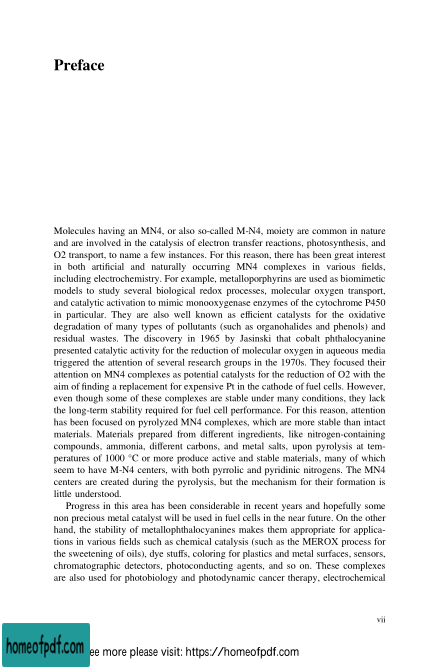 Preface
Molecules having an MN4, or also so-called M-N4, moiety are common in nature
and are involved in the catalysis of electron transfer reactions, photosynthesis, and
O2 transport, to name a few instances. For this reason, there has been great interest
in both artificial and naturally occurring MN4 complexes in various fields,
including electrochemistry. For example, metalloporphyrins are used as biomimetic
models to study several biological redox processes, molecular oxygen transport,
and catalytic activation to mimic monooxygenase enzymes of the cytochrome P450
in particular. They are also well known as efficient catalysts for the oxidative
degradation of many types of pollutants (such as organohalides and phenols) and
residual wastes. The discovery in 1965 by Jasinski that cobalt phthalocyanine
presented catalytic activity for the reduction of molecular oxygen in aqueous media
triggered the attention of several research groups in the 1970s. They focused their
attention on MN4 complexes as potential catalysts for the reduction of O2 with the
aim of finding a replacement for expensive Pt in the cathode of fuel cells. However,
even though some of these complexes are stable under many conditions, they lack
the long-term stability required for fuel cell performance. For this reason, attention
has been focused on pyrolyzed MN4 complexes, which are more stable than intact
materials. Materials prepared from different ingredients, like nitrogen-containing
compounds, ammonia, different carbons, and metal salts, upon pyrolysis at tem-
peratures of 1000 °C or more produce active and stable materials, many of which
seem to have M-N4 centers, with both pyrrolic and pyridinic nitrogens. The MN4
centers are created during the pyrolysis, but the mechanism for their formation is
little understood.
Progress in this area has been considerable in recent years and hopefully some
non precious metal catalyst will be used in fuel cells in the near future. On the other
hand, the stability of metallophthalocyanines makes them appropriate for applica-
tions in various fields such as chemical catalysis (such as the MEROX process for
the sweetening of oils), dye stuffs, coloring for plastics and metal surfaces, sensors,
chromatographic detectors, photoconducting agents, and so on. These complexes
are also used for photobiology and photodynamic cancer therapy, electrochemical
vii
homeofpdf.com
ee more please visit: https://homeofpdf.com